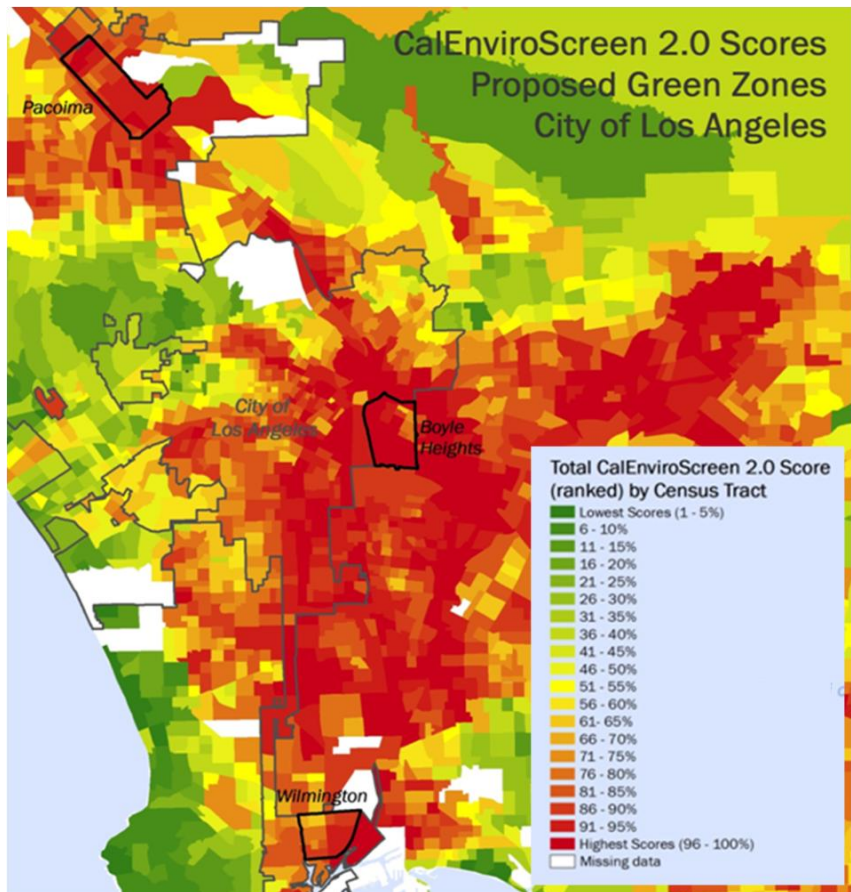 CalEnviroScreen 2.0 Scores
Proposed Green Zones
City of Los Angeles
Pacoima
City of
Los Angeles
Boyle
Heights
Total CalEnviroScreen 2.0 Score
(ranked) by Census Tract
Lowest Scores (1 - 5%)
6 - 10%
11 - 15%
16 - 20%
21 - 25%
26 - 30%
31 - 35%
36 - 40%
41 - 45%
46 - 50%
51 - 55%
56 - 60%
61- 65%
66 - 70%
71 - 75%
76 - 80%
81 - 85%
86 - 90%
91 - 95%
Highest Scores (96 - 100%)
Missing data
Wilmington